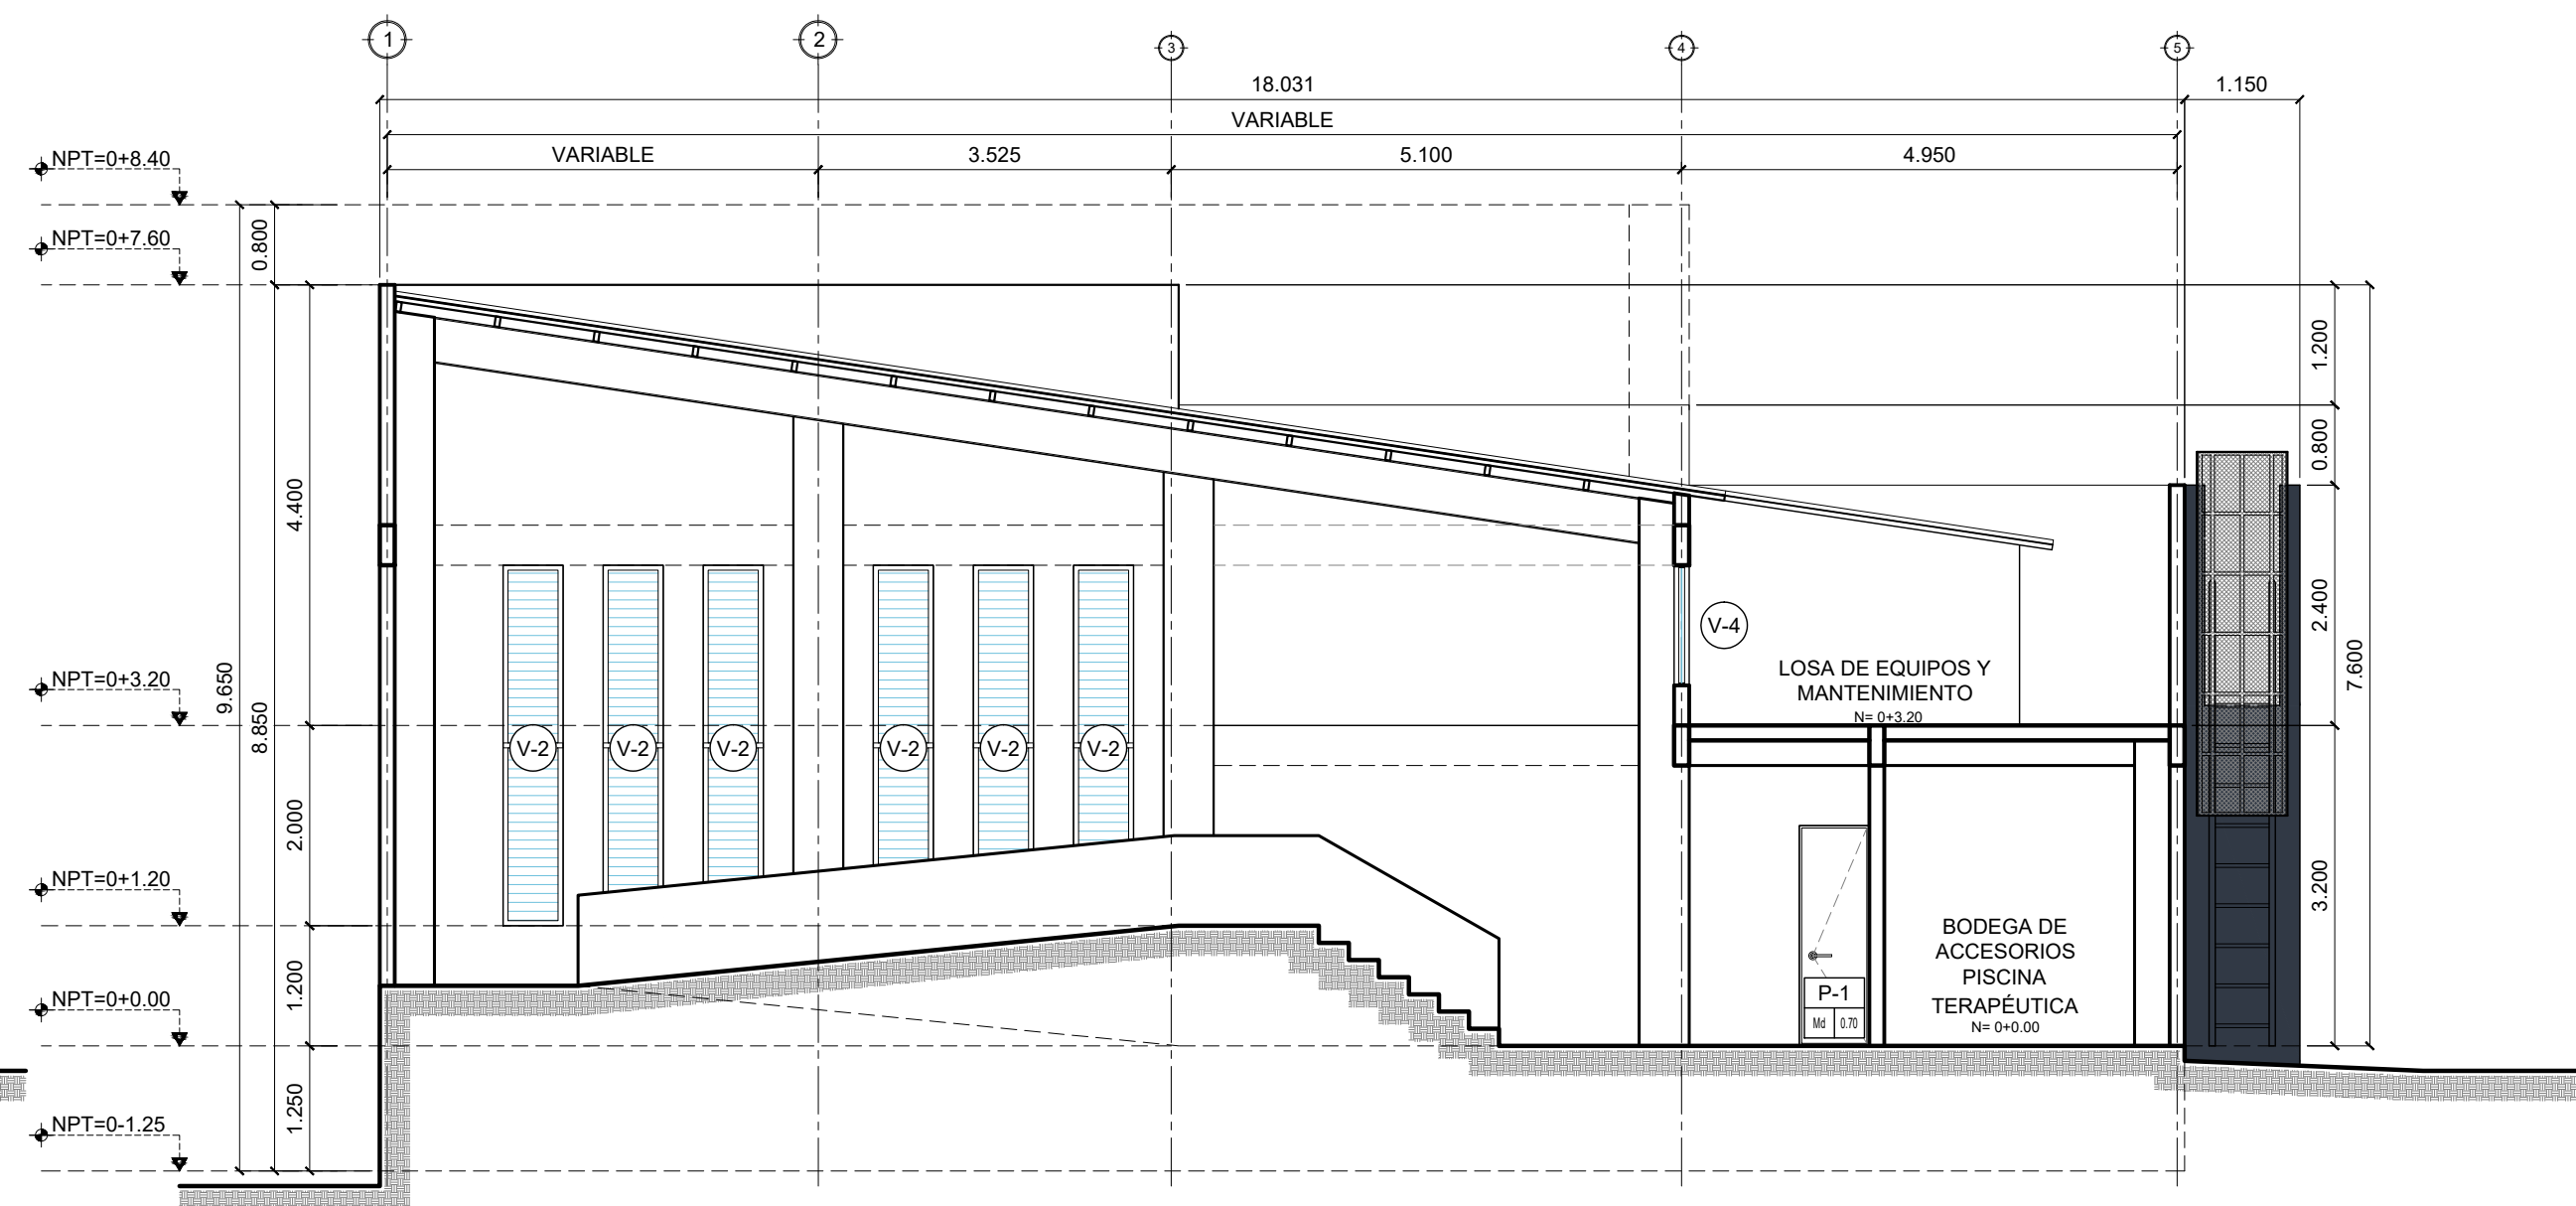 1
2
3
4
5
18.031
1.150
VARIABLE
VARIABLE
3.525
5.100
4.950
NPT=0+8.40
NPT=0+7.60
NPT=0+3.20
NPT=0+1.20
NPT=0+0.00
NPT=0-1.25
9.650
0.800
8.850
4.400
2.000
1.200
1.250
V-2
V-2
V-2
V-2
V-2
V-2
V-4
LOSA DE EQUIPOS Y
MANTENIMIENTO
N= 0+3.20
P-1
Md
0.70
BODEGA DE
ACCESORIOS
PISCINA
TERAPÉUTICA
N= 0+0.00
1.200
0.800
2.400
3.200
7.600